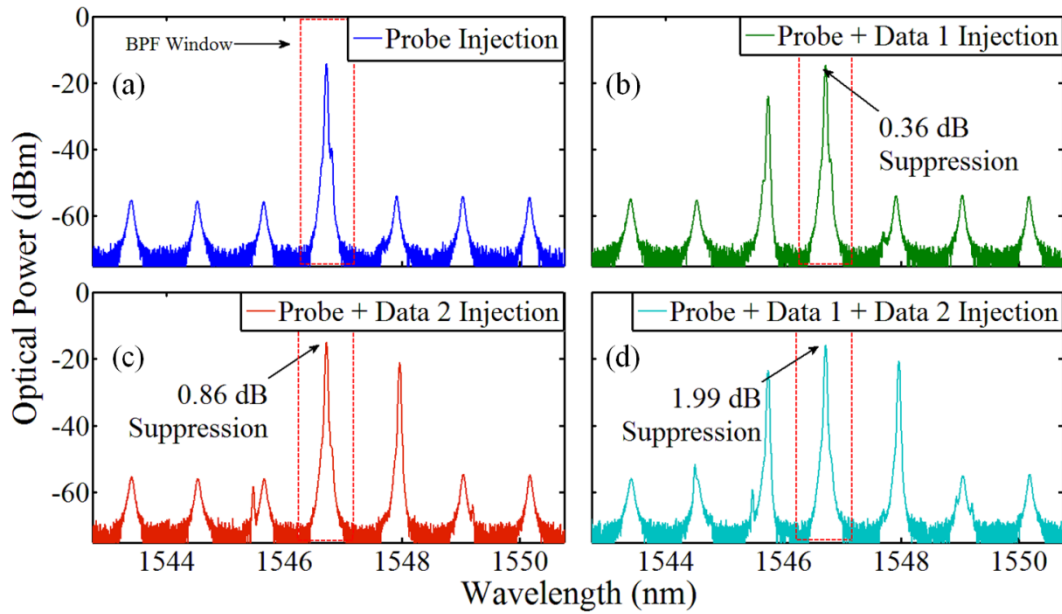 0
-20
-40
-60
Optical Power (dBm)
BPF Window
Probe Injection
(a)
Probe + Data 1 Injection
(b)
0.36 dB
Suppression
0
-20
-40
-60
Probe + Data 2 Injection
(c)
0.86 dB
Suppression
1544
1546
1548
1550
Probe + Data 1 + Data 2 Injection
(d)
1.99 dB
Suppression
1544
1546
1548
1550
Wavelength (nm)